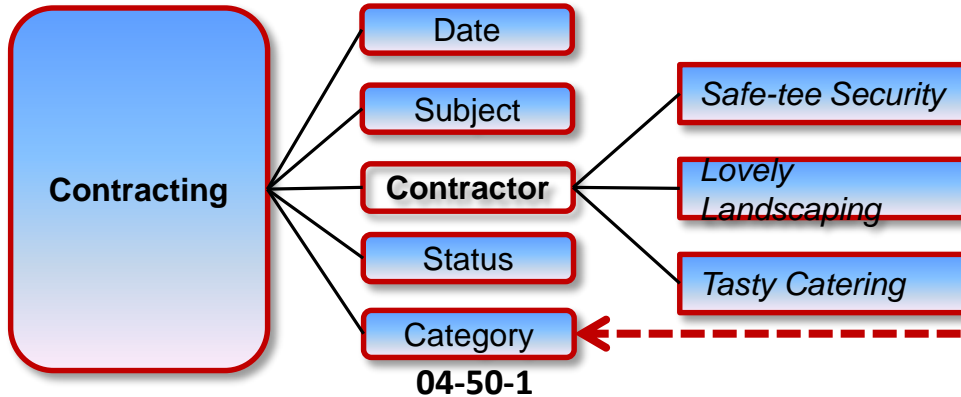 Contracting
Date
Subject
Contractor
Status
Category
04-50-1
Safe-tee Security
Lovely
Landscaping
Tasty Catering